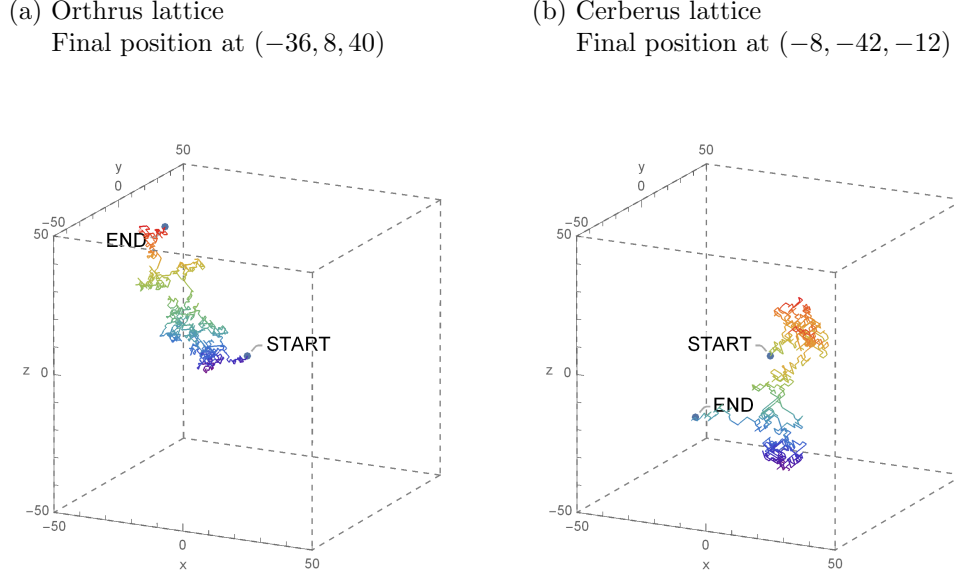 (a) Orthrus lattice
Final position at (−36, 8, 40)
50
y
0
−50
50
END
START
z 0
−50
−50
0
x
50
(b) Cerberus lattice
Final position at (−8, −42, −12)
50
y
0
−50
50
START
z 0
END
−50
−50
0
x
50